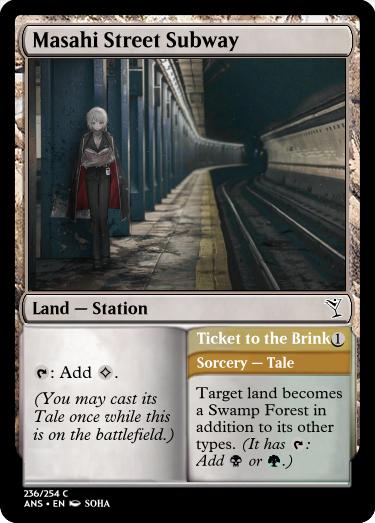 Masahi Street Subway
Land — Station
: Add .
(You may cast its
Tale once while this
is on the battlefield.)
Ticket to the Brink 1
Sorcery — Tale
Target land becomes
a Swamp Forest in
addition to its other
types. (It has :
Add or .)
236/254 C
ANS • EN SOHA